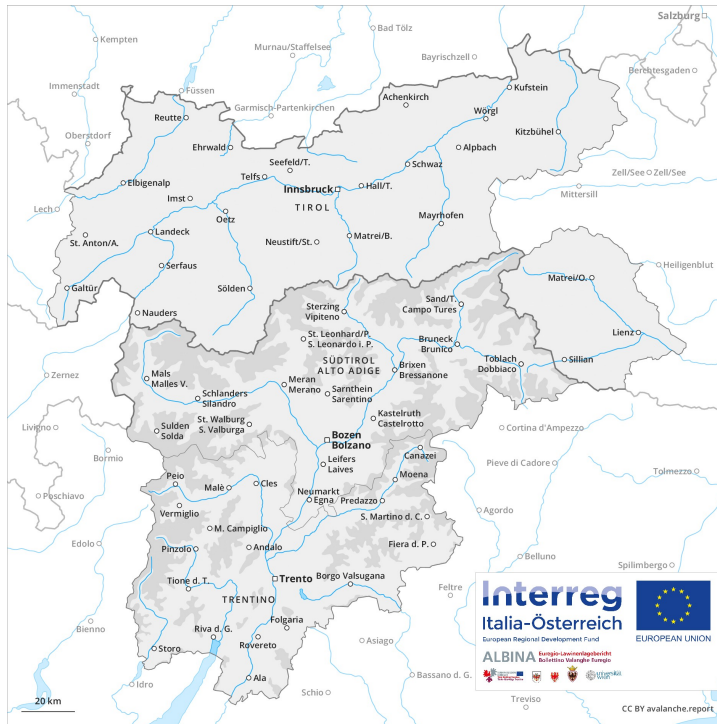 Salzburg
Kempten
Bad Tölz
Murnau/Staffelsee
Bayrischzell
Berchtesgaden
Immenstadt
Füssen
Kufstein
Achenkirch
Garmisch-Partenkirchen
Reutte
Wörgl
Oberstdorf
Kitzbühel
Ehrwald
Alpbach
Seefeld/T.
Schwaz
Zell/See
Zell/See
Telfs
Elbigenalp
Innsbruck
Hall/T.
Mittersill
Imst
TIROL
Lech
Oetz
Mayrhofen
Landeck
Matrei/B.
St. Anton/A.
Neustift/St.
Serfaus
Heiligenblut
Matrei/O.
Galtür
Sölden
Sand/T.
Campo Tures
Sterzing
Vipiteno
Nauders
Lienz
St. Leonhard/P.
S. Leonardo i. P.
Bruneck
Brunico
SÜDTIROL
ALTO ADIGE
Toblach
Dobbiaco
Sillian
Brixen
Bressanone
Zernez
Mals
Malles V.
Meran
Merano
Sarnthein
Sarentino
Schlanders
Silandro
St. Walburg
S. Valburga
Kastelruth
Castelrotto
Livigno
Sulden
Solda
Cortina d'Ampezzo
Bozen
Bolzano
Bormio
Canazei
Leifers
Laives
Pieve di Cadore
Tolmezzo
Peio
Moena
Malè
Cles
Poschiavo
Neumarkt
Egna
Predazzo
Vermiglio
Agordo
S. Martino d. C.
M. Campiglio
Edolo
Pinzolo
Andalo
Fiera d. P.
Belluno
Spilimbergo
Tione d. T.
Trento
Borgo Valsugana
Feltre
TRENTINO
Folgaria
Bienno
Riva d. G.
Rovereto
Asiago
Storo
Ala
Bassano d. G.
Idro
Schio
Treviso
Interreg
Italia-Österreich
European Regional Development Fund
EUROPEAN UNION
ALBINA
Euregio-Lawinenlagebericht
Bollettino Valanghe Euregio
universität
wien
20 km
CC BY avalanche.report